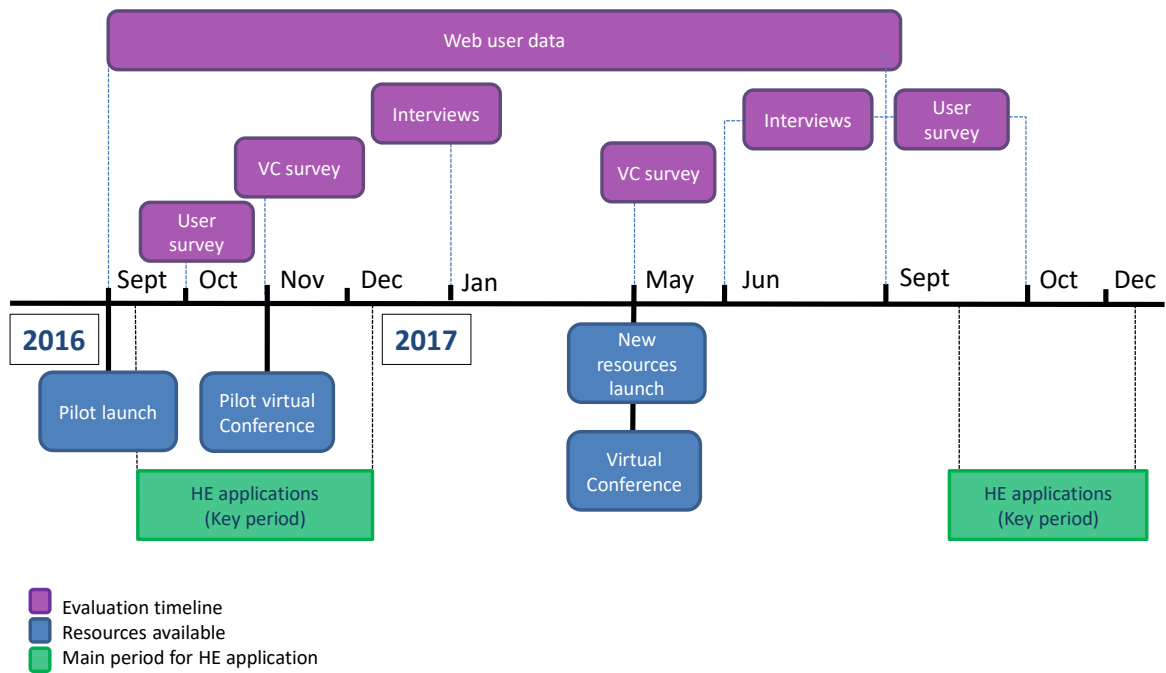 Web user data
Interviews
User
survey
Interviews
VC survey
VC survey
User
survey
Sept
Oct
Nov
Dec
Jan
May
Jun
Sept
Oct
Dec
2016
2017
New
resources
launch
Pilot launch
Pilot virtual
Conference
Virtual
Conference
HE applications
(Key period)
HE applications
(Key period)
Evaluation timeline
Resources available
Main period for HE application